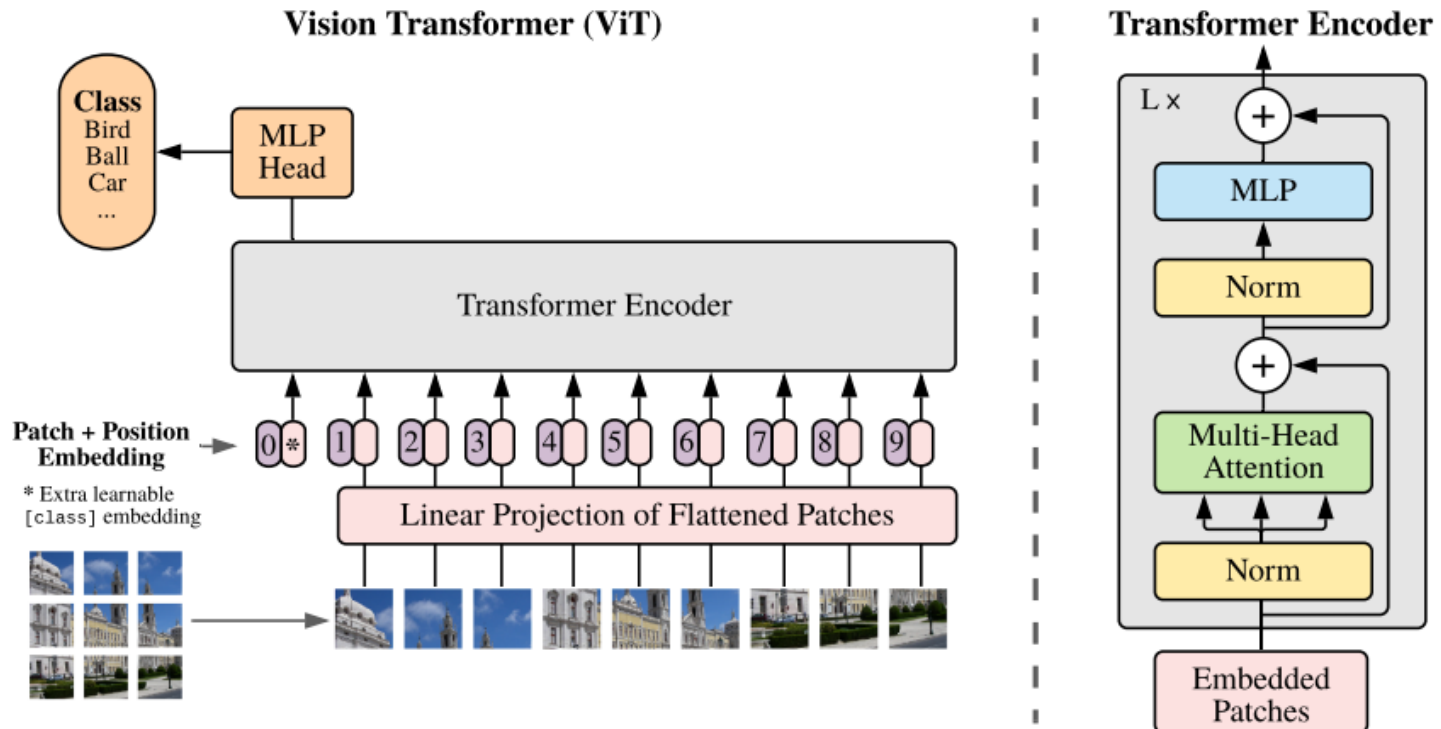 Vision Transformer (ViT)
Class
Bird
Ball
Car
...
MLP
Head
Transformer Encoder
Patch + Position
Embedding
0 * 1 2 3 4 5 6 7 8 9
* Extra learnable
[class] embedding
Linear Projection of Flattened Patches
Transformer Encoder
L ×
+
MLP
Norm
+
Multi-Head
Attention
Norm
Embedded
Patches